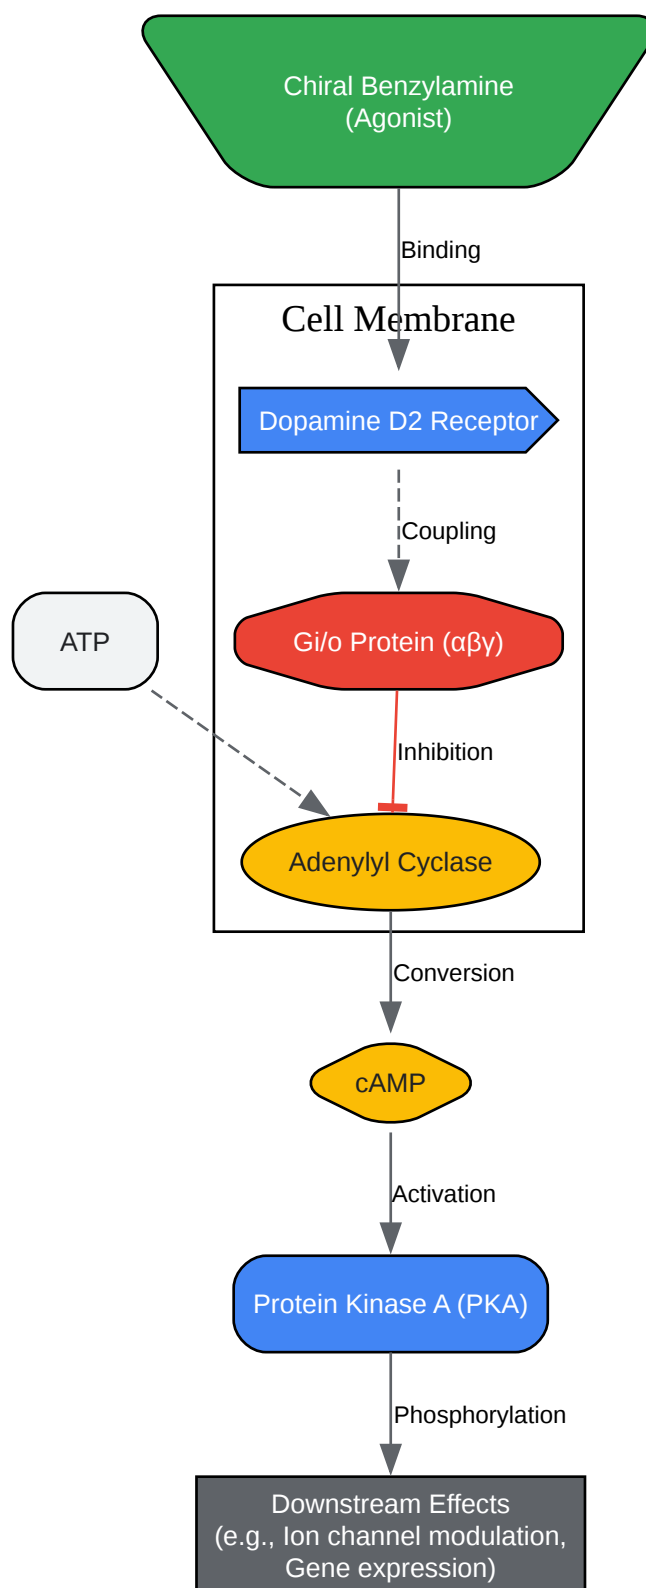 Chiral Benzylamine
(Agonist)
Binding
Cell Membrane
Dopamine D2 Receptor
Coupling
ATP
Gi/o Protein (αβγ)
Inhibition
Adenylyl Cyclase
Conversion
cAMP
Activation
Protein Kinase A (PKA)
Phosphorylation
Downstream Effects
(e.g., Ion channel modulation,
Gene expression)